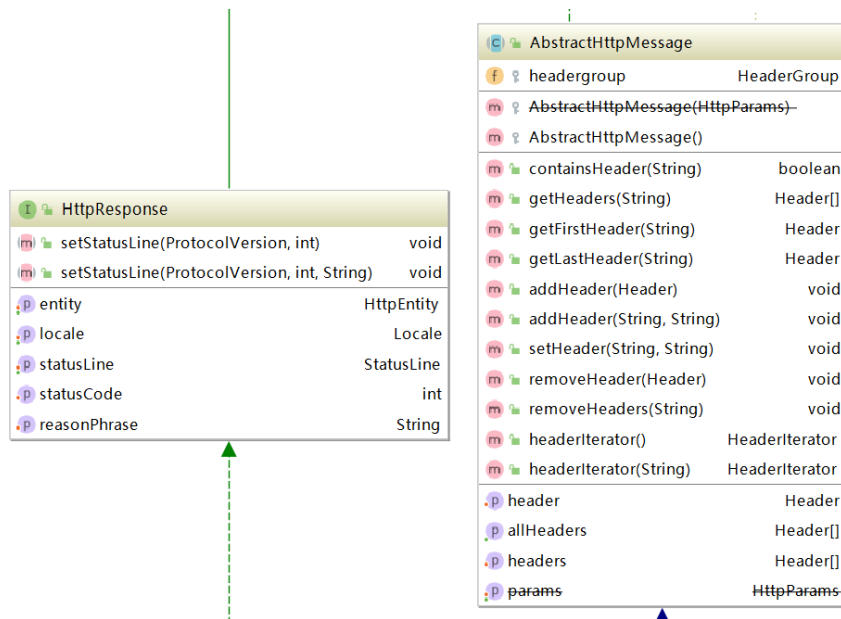 HttpResponse
setStatusLine(ProtocolVersion, int) void
setStatusLine(ProtocolVersion, int, String) void
p entity HttpEntity
p locale Locale
p statusLine StatusLine
p statusCode int
p reasonPhrase String
AbstractHttpMessage
f headergroup HeaderGroup
m AbstractHttpMessage(HttpParams)
m AbstractHttpMessage()
m containsHeader(String) boolean
m getHeaders(String) Header[]
m getFirstHeader(String) Header
m getLastHeader(String) Header
m addHeader(Header) void
m addHeader(String, String) void
m setHeader(String, String) void
m removeHeader(Header) void
m removeHeaders(String) void
m headerIterator() HeaderIterator
m headerIterator(String) HeaderIterator
p header Header
p allHeaders Header[]
p headers Header[]
p params HttpParams